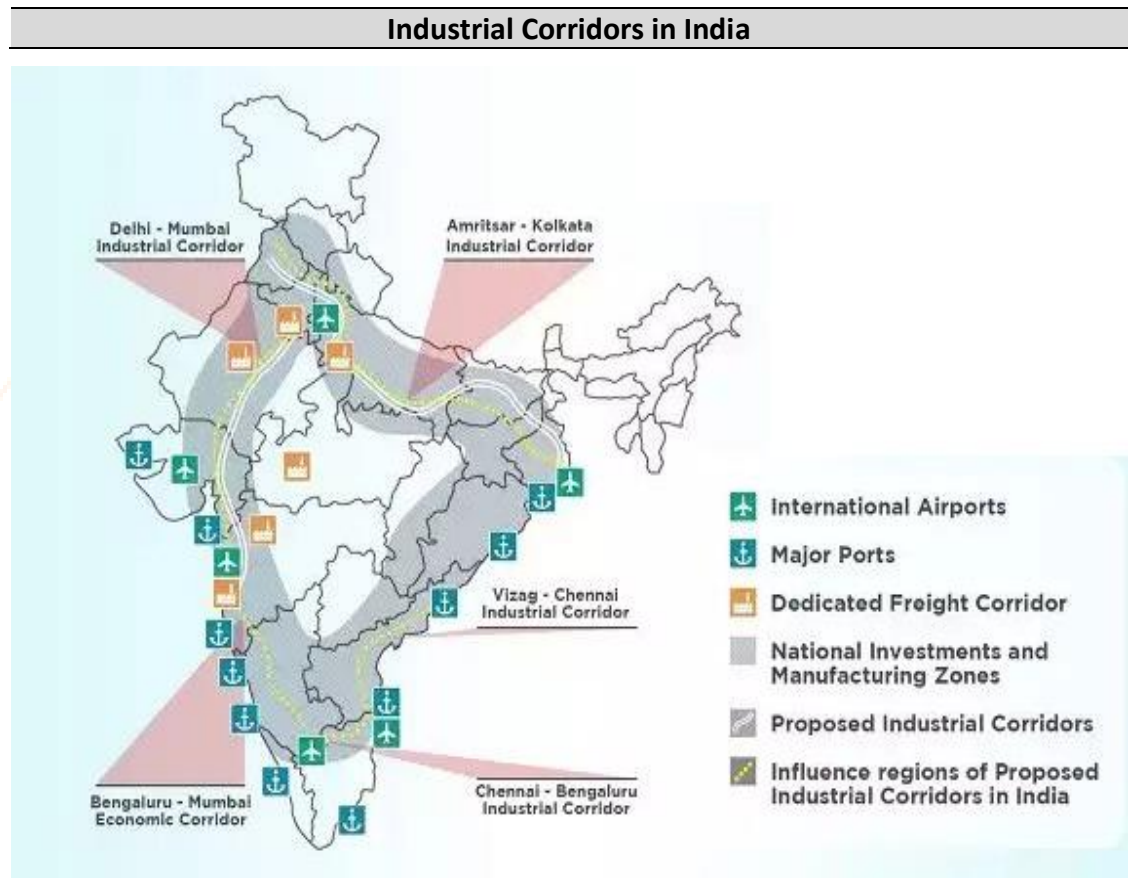 Industrial Corridors in India
Delhi - Mumbai
Industrial Corridor
Amritsar - Kolkata
Industrial Corridor
International Airports
Major Ports
Dedicated Freight Corridor
National Investments and
Manufacturing Zones
Proposed Industrial Corridors
Influence regions of Proposed
Industrial Corridors in India
Vizag - Chennai
Industrial Corridor
Chennai - Bengaluru
Industrial Corridor
Bengaluru - Mumbai
Economic Corridor